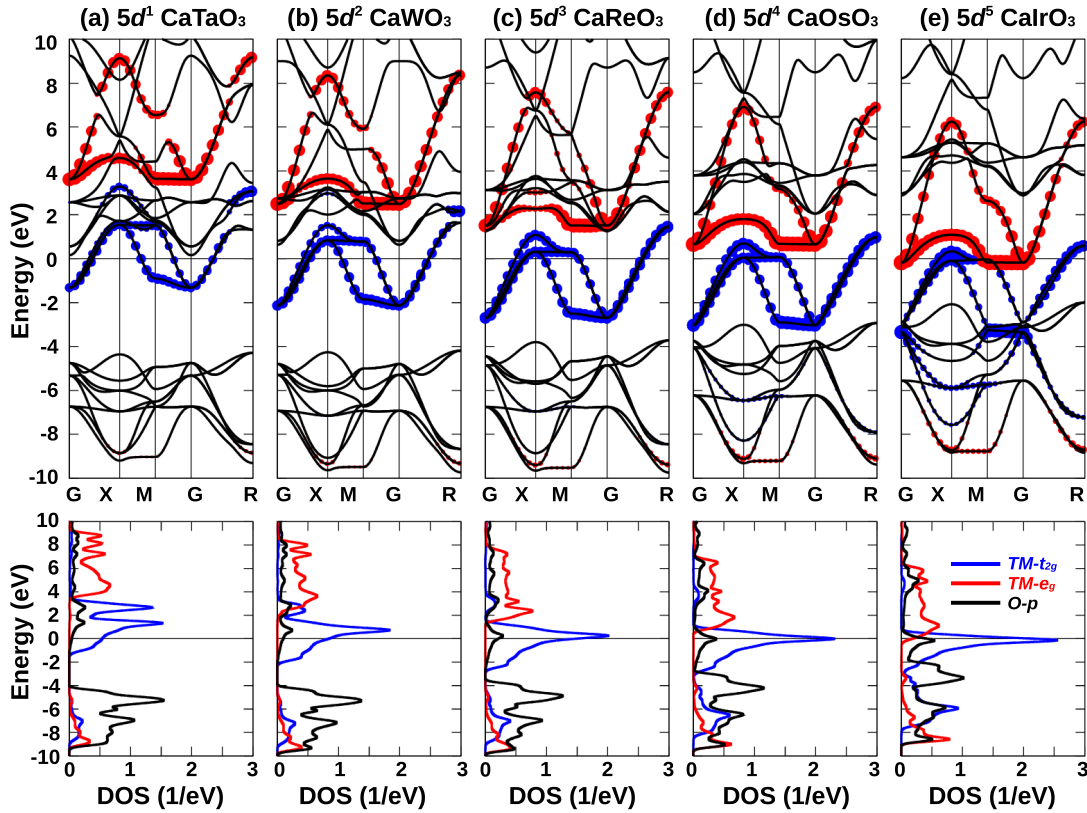 (a) 5d¹ CaTaO₃ (b) 5d² CaWO₃ (c) 5d³ CaReO₃ (d) 5d⁴ CaOsO₃ (e) 5d⁵ CaIrO₃
10
8
6
4
2
0
-2
-4
-6
-8
-10
Energy (eV)
G X M G R G X M G R G X M G R G X M G R G X M G R
10
8
6
4
2
0
-2
-4
-6
-8
-10
Energy (eV)
TM-t₂g
TM-eg
O-p
0 1 2 3 0 1 2 3 0 1 2 3 0 1 2 3 0 1 2 3
DOS (1/eV) DOS (1/eV) DOS (1/eV) DOS (1/eV) DOS (1/eV)